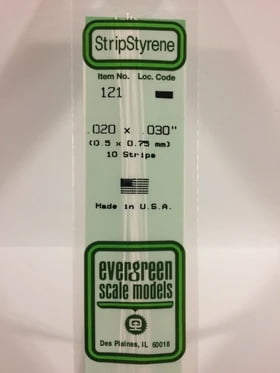 StripStyrene
Item No. Loc. Code
121
.020 x .030"
(0.5 x 0.75 mm)
10 Strips
Made in U.S.A.
evergreen
scale models
Des Plaines, IL 60018